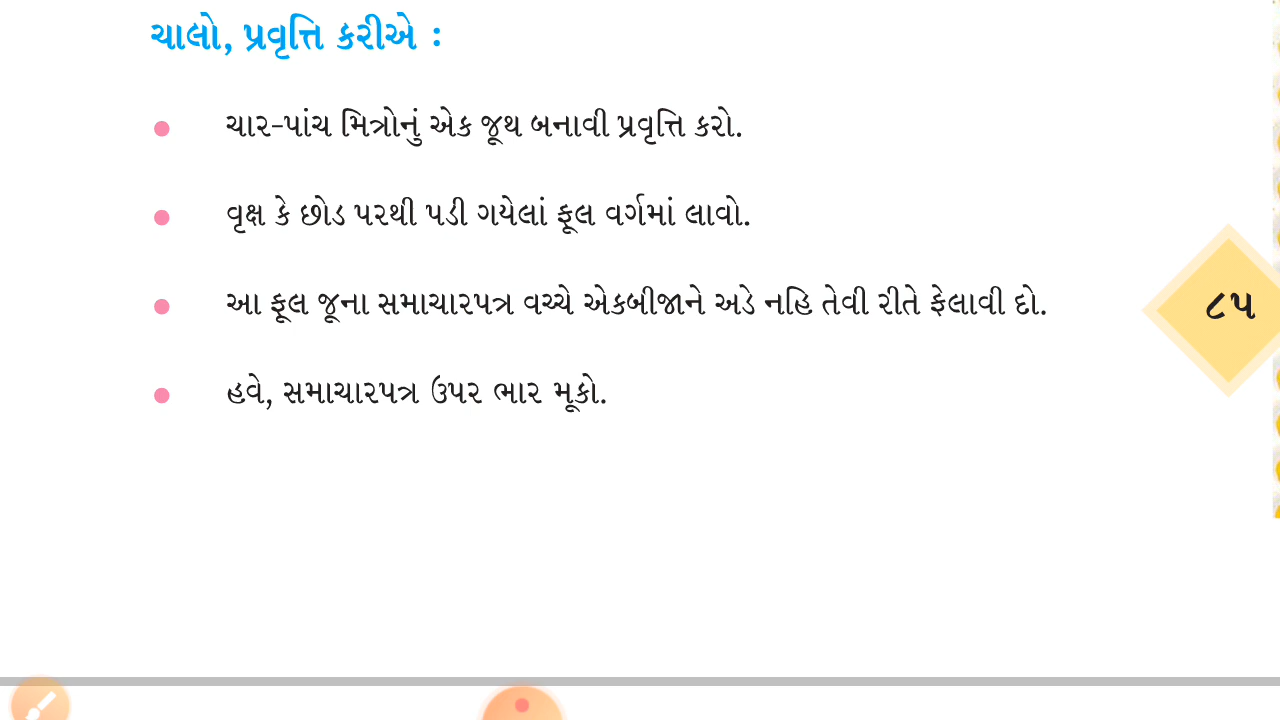 ચાલો, પ્રવૃત્તિ કરીએ :
ચાર-પાંચ મિત્રોનું એક જૂથ બનાવી પ્રવૃત્તિ કરો.
વૃક્ષ કે છોડ પરથી પડી ગયેલાં ફૂલ વર્ગમાં લાવો.
આ ફૂલ જૂના સમાચારપત્ર વચ્ચે એકબીજાને અડે નહિ તેવી રીતે ફેલાવી દો.
૮૫
હવે, સમાચારપત્ર ઉપર ભાર મૂકો.